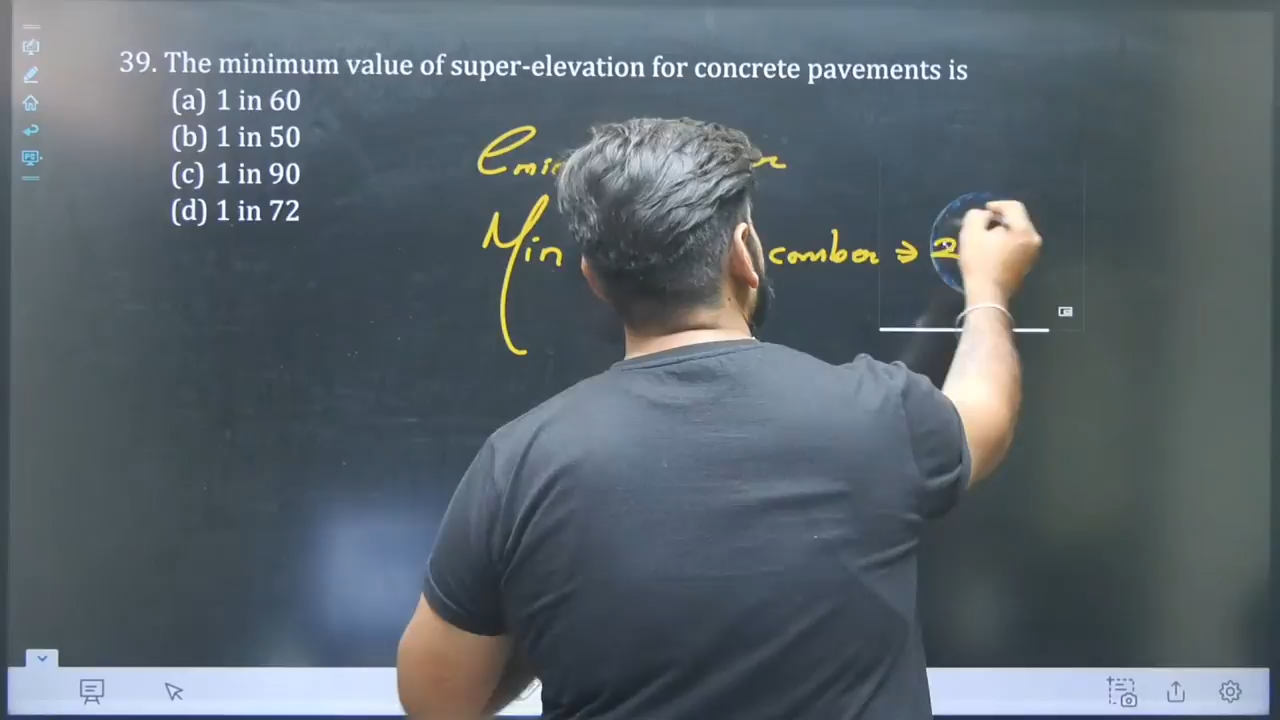 39. The minimum value of super-elevation for concrete pavements is
(a) 1 in 60
(b) 1 in 50
(c) 1 in 90
(d) 1 in 72
Min camber ⇒ 2